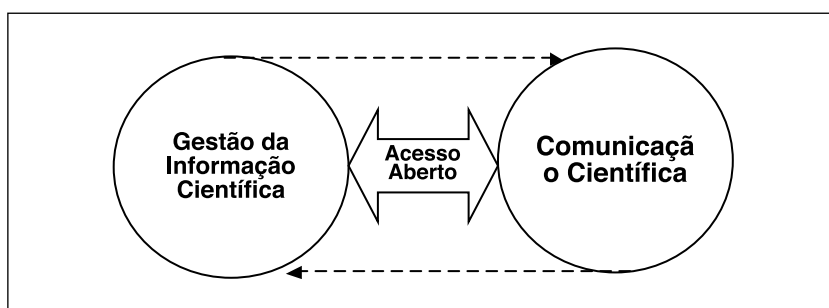 Gestão da
Informação
Científica
Acesso
Aberto
Comunicaçã
o Científica